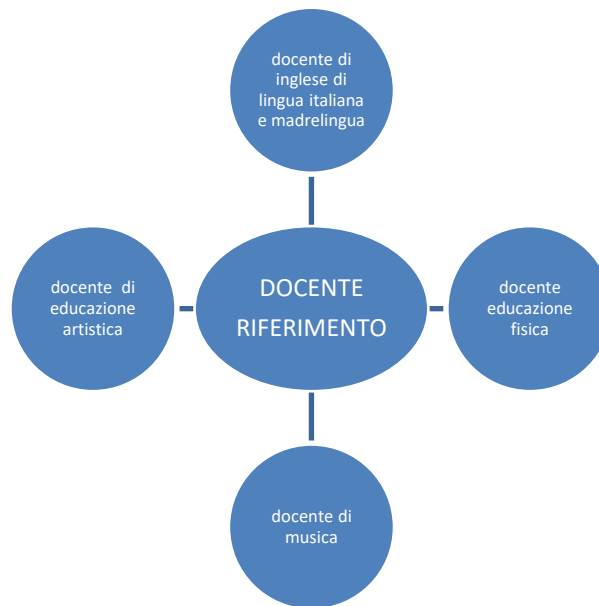 docente di
inglese di
lingua italiana
e madrelingua
docente di
educazione
artistica
DOCENTE
RIFERIMENTO
docente
educazione
fisica
docente di
musica